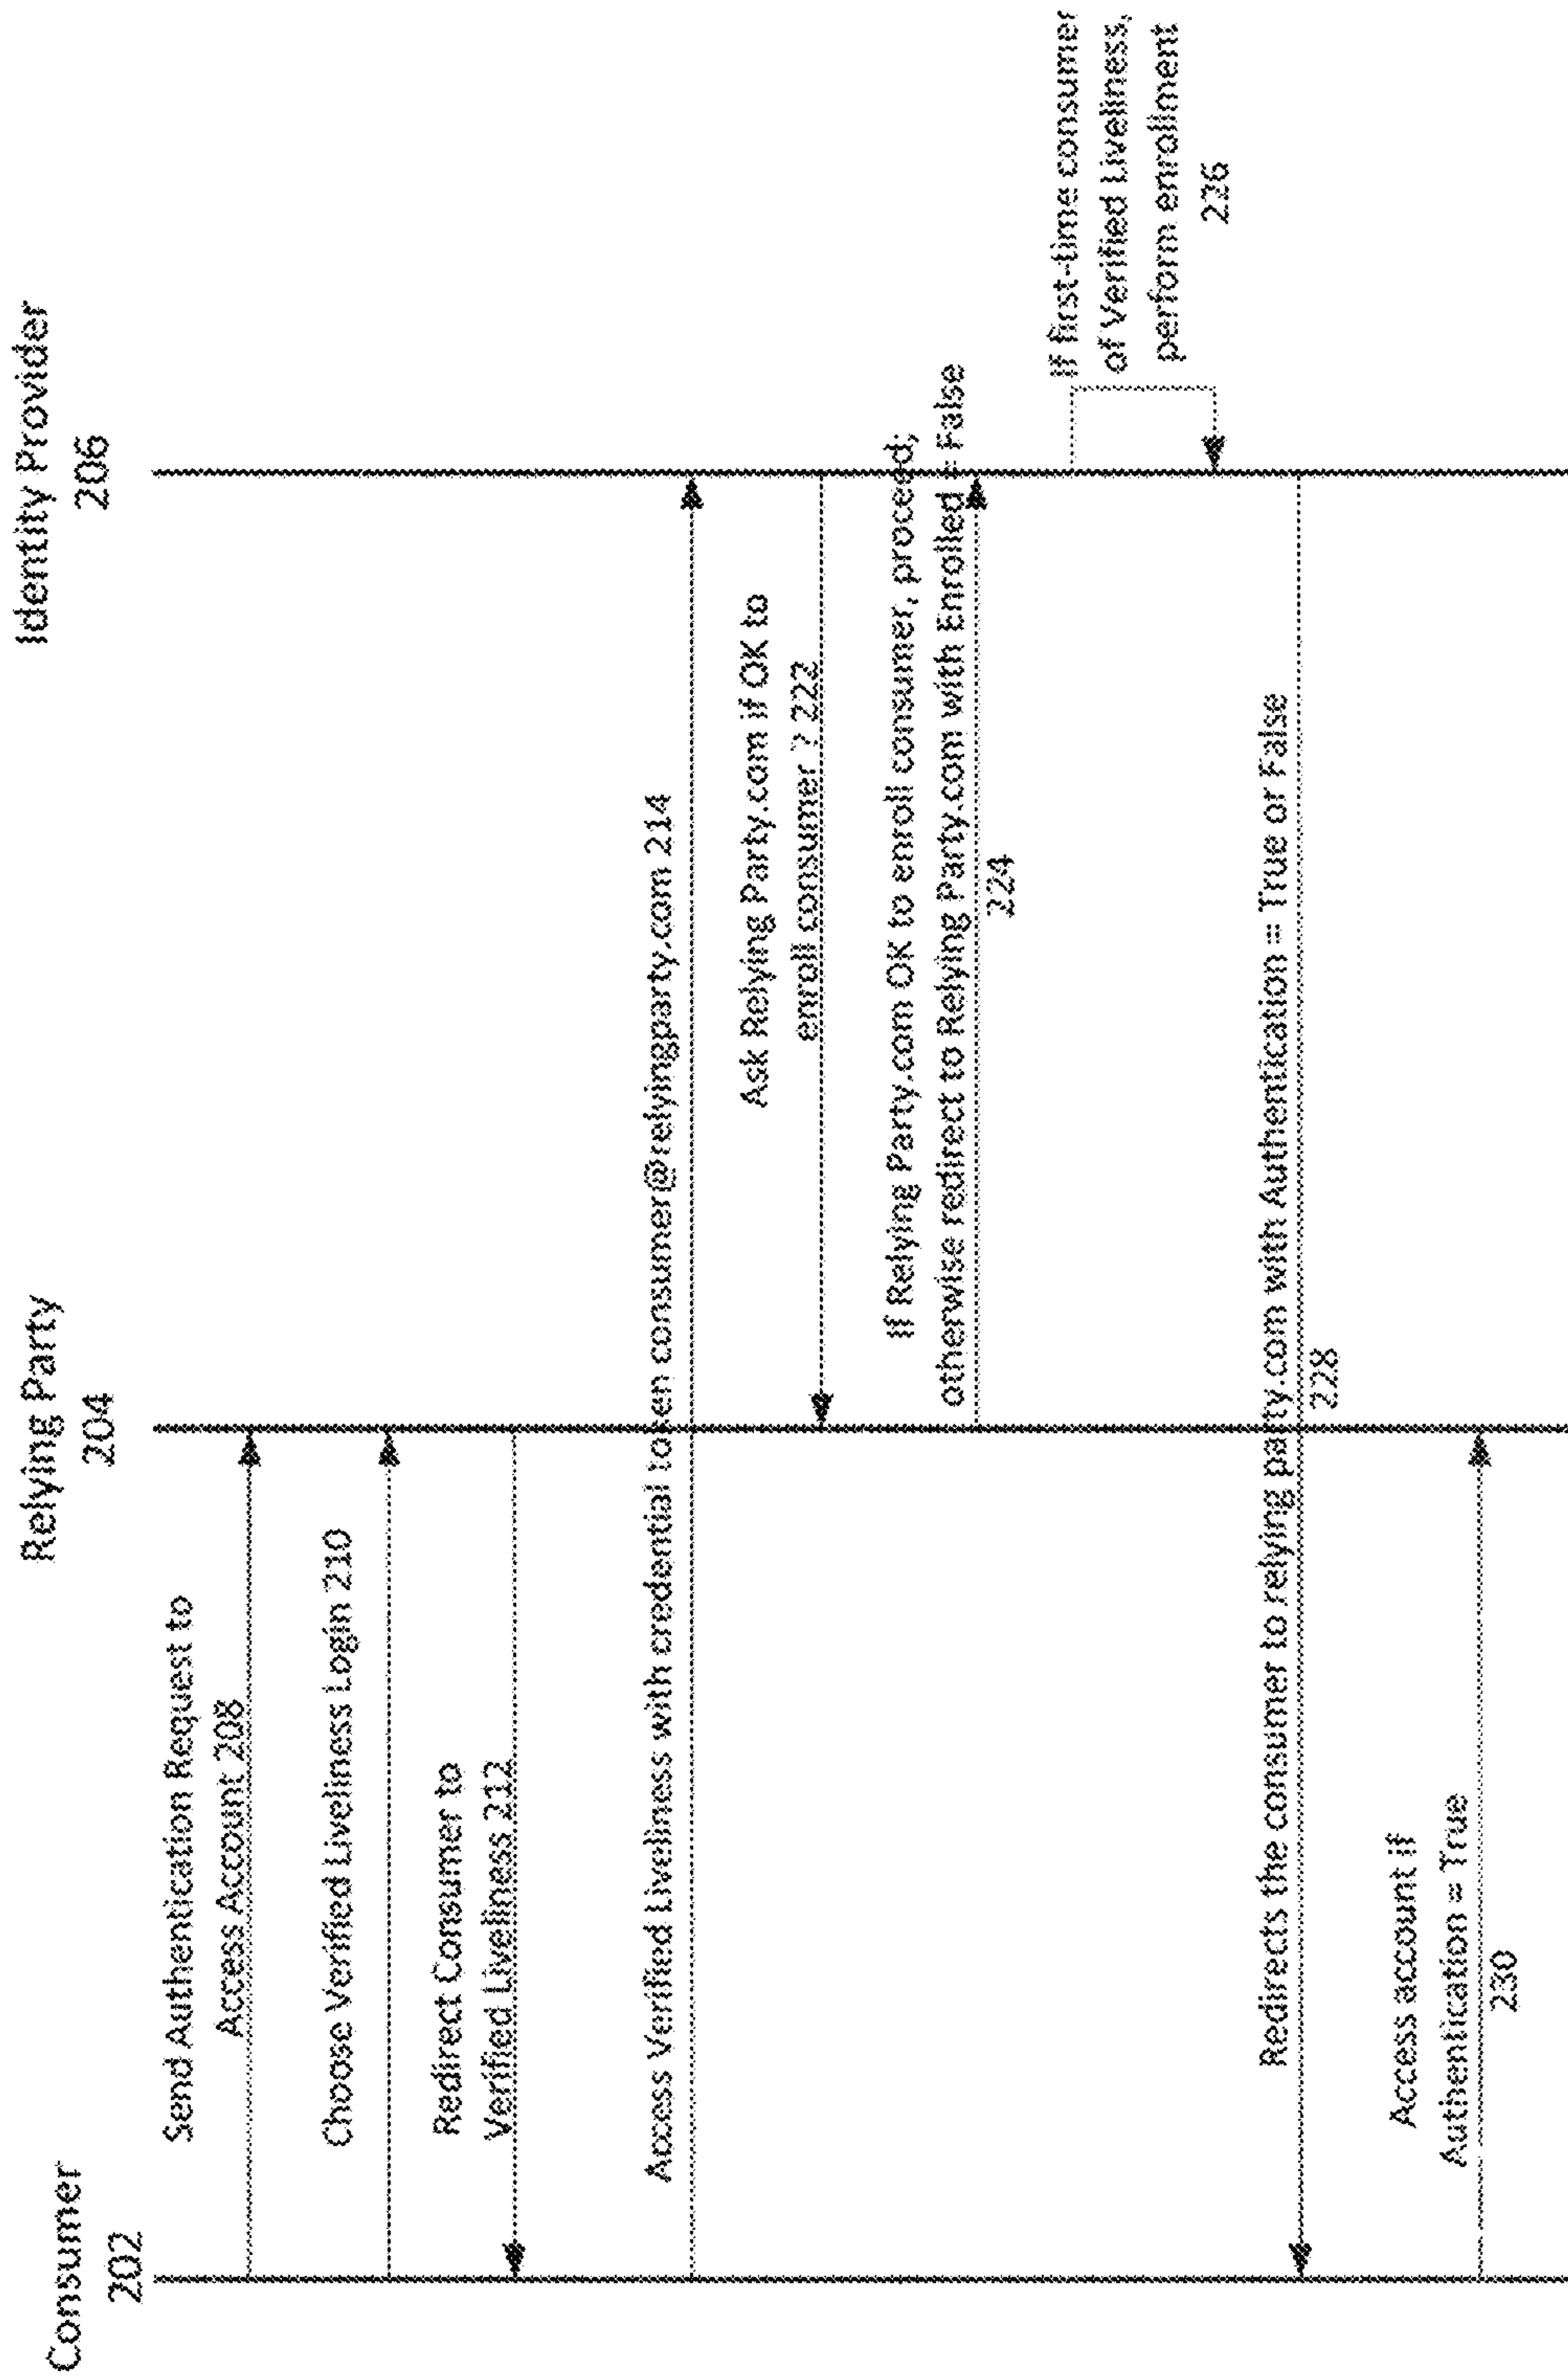 Consumer
202
Relying Party
204
Identity Provider
206
Send Authentication Request to
Access Account 208
Choose Verified Liveliness Login 210
Redirect Consumer to
Verified Liveliness 212
Access Verified Liveliness with credential token consumer@relyingparty.com 214
Ask Relying Party.com if OK to
enroll consumer ? 222
If Relying Party.com OK to enroll consumer, proceed;
otherwise redirect to Relying Party.com with Enrolled = False
224
If first-time consumer
of Verified Liveliness,
perform enrollment
226
Redirects the consumer to relying party.com with Authentication = True or False
228
Access account if
Authentication = True
230